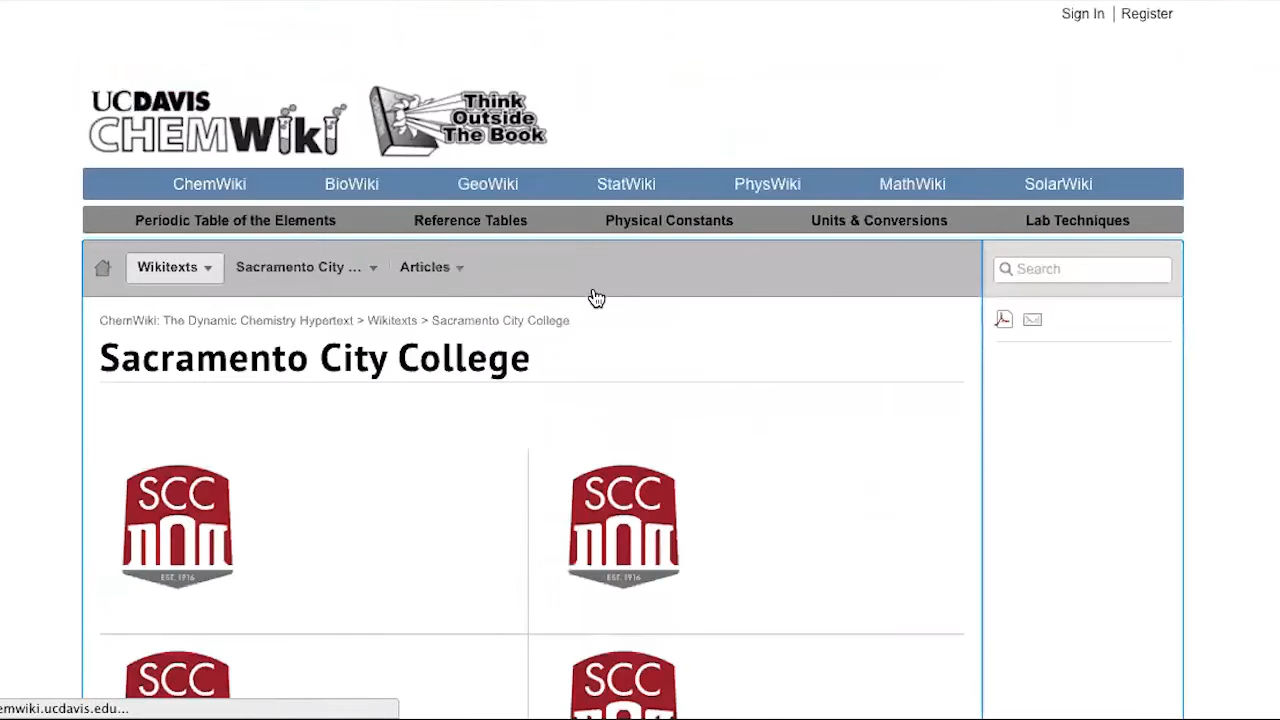 Sign In | Register
UCDAVIS
CHEMWiki
Think
Outside
The Book
ChemWiki BioWiki GeoWiki StatWiki PhysWiki MathWiki SolarWiki
Periodic Table of the Elements Reference Tables Physical Constants Units & Conversions Lab Techniques
Wikitexts Sacramento City ... Articles Search
ChemWiki: The Dynamic Chemistry Hypertext > Wikitexts > Sacramento City College
Sacramento City College
SCC
EST. 1916
SCC
EST. 1916
SCC
SCC
emwiki.ucdavis.edu...